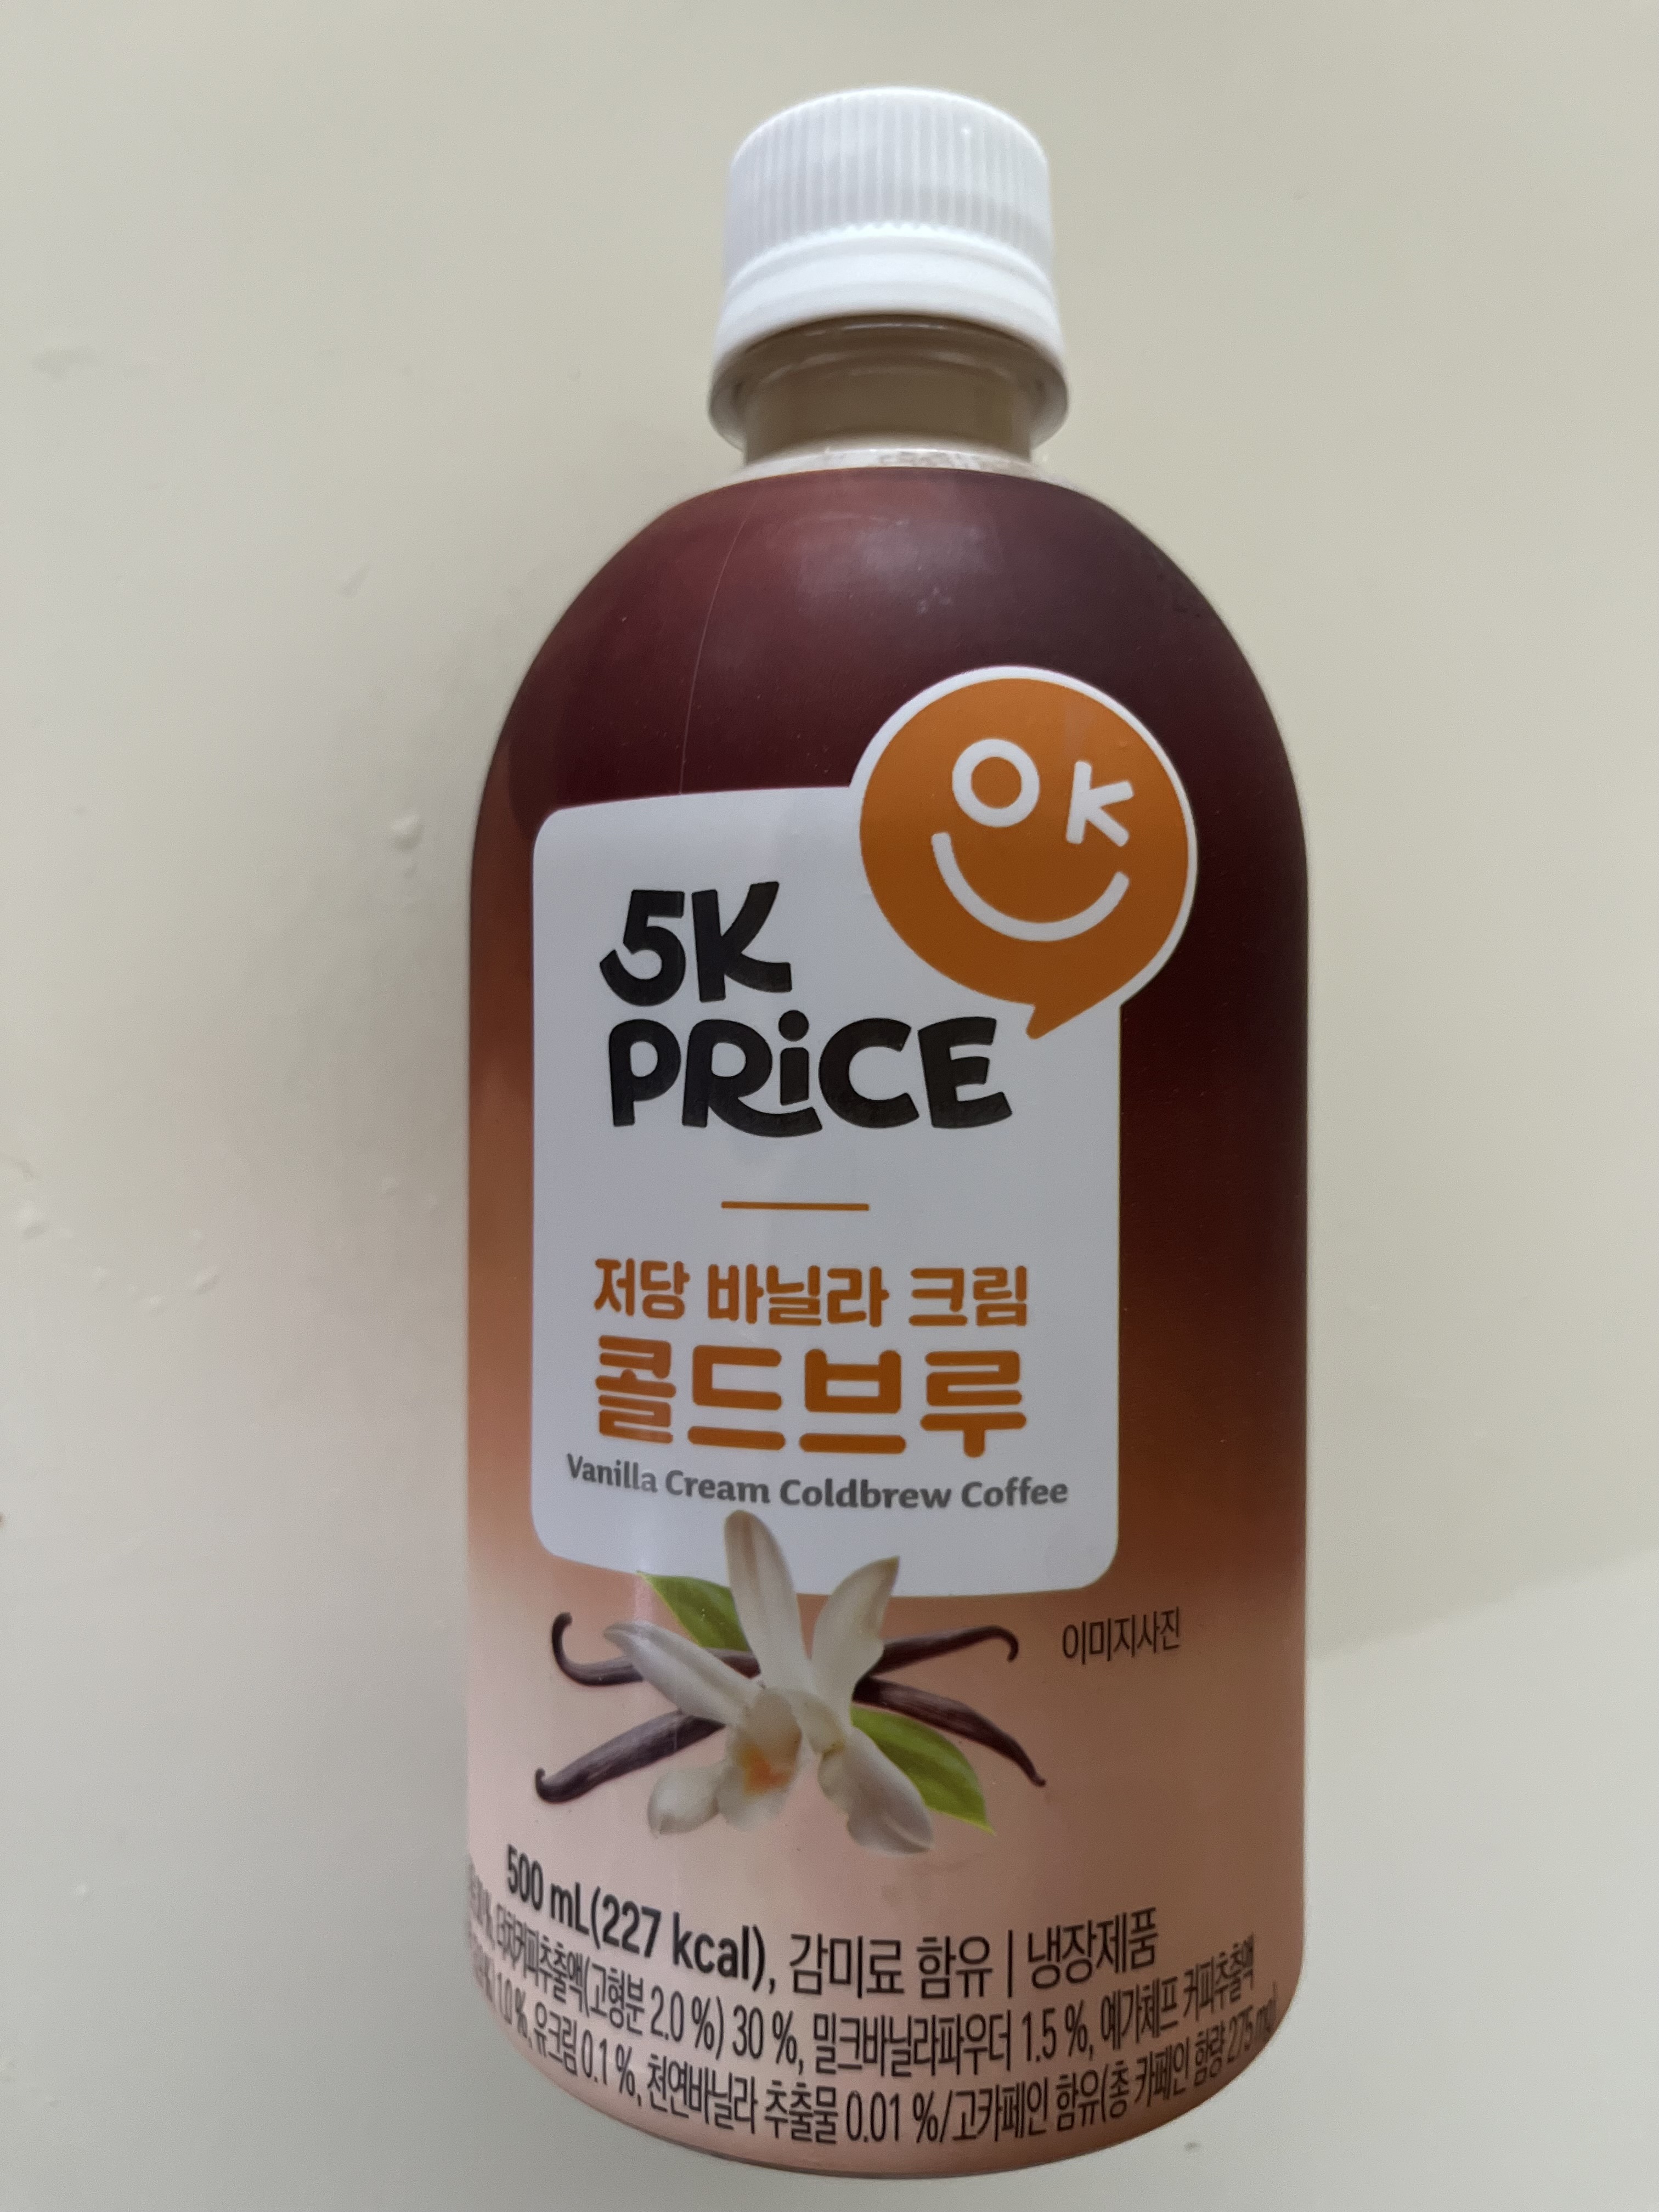 OK
5K
PRiCE
저당 바닐라 크림
콜드브루
Vanilla Cream Coldbrew Coffee
이미지사진
500 mL(227 kcal), 감미료 함유 | 냉장제품
더치커피추출액(고형분 2.0 %) 30 %, 밀크바닐라파우더 1.5 %, 예가체프 커피추출액
1.0 %, 유크림 0.1 %, 천연바닐라 추출물 0.01 %/고카페인 함유(총 카페인 함량 275 mg)